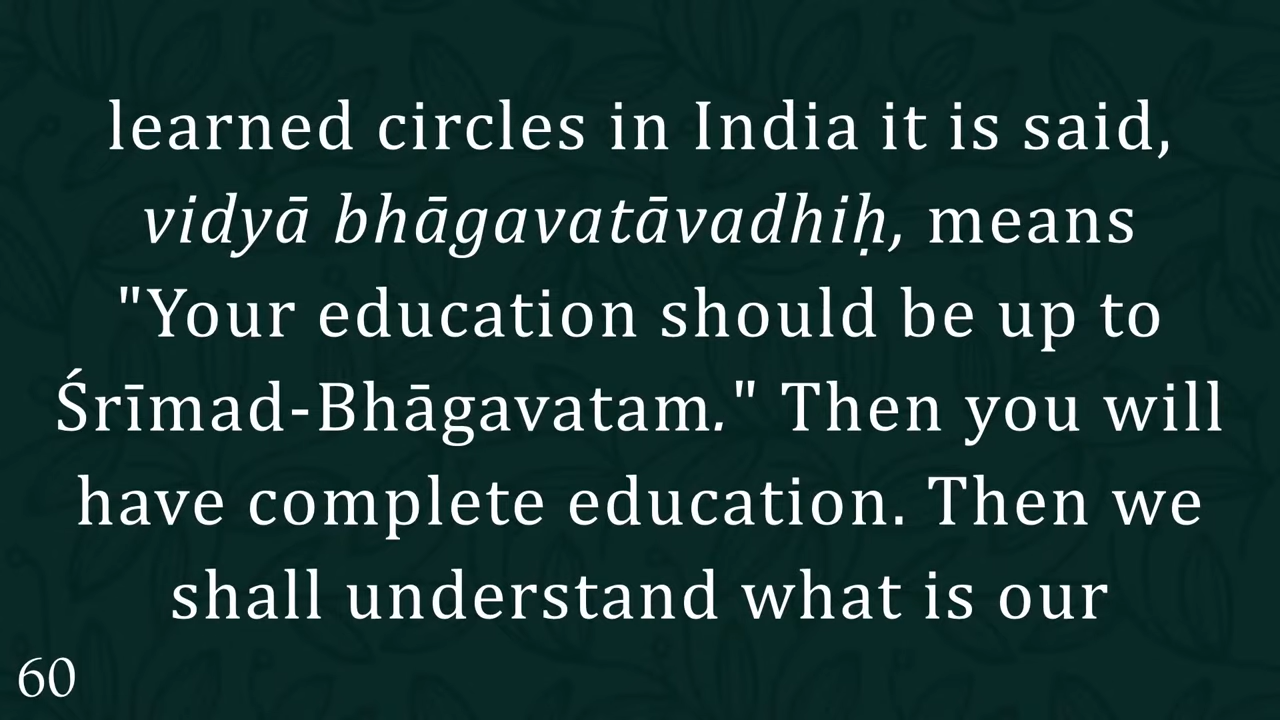 learned circles in India it is said,
vidyā bhāgavatāvadhiḥ, means
"Your education should be up to
Śrīmad-Bhāgavatam." Then you will
have complete education. Then we
shall understand what is our
60